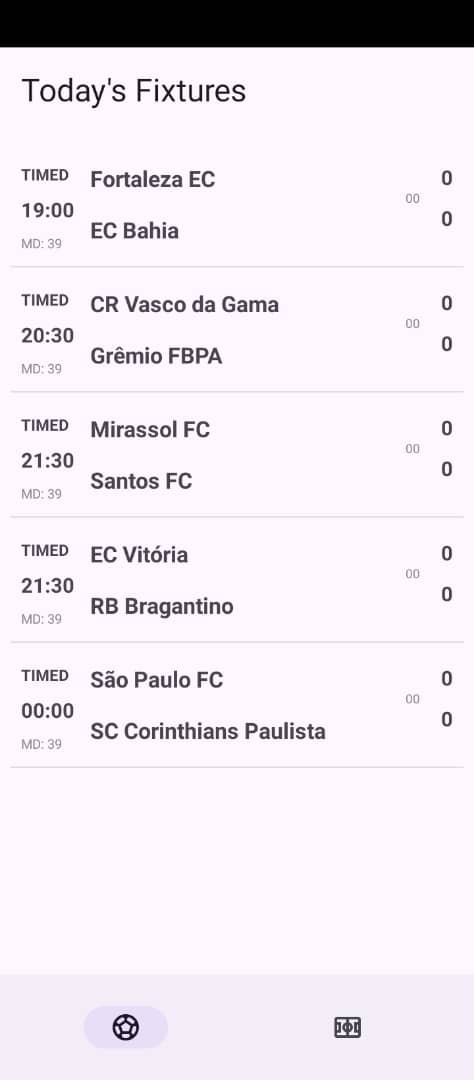 Today's Fixtures
TIMED
Fortaleza EC
0
00
19:00
0
EC Bahia
MD: 39
TIMED
CR Vasco da Gama
0
00
20:30
0
Grêmio FBPA
MD: 39
TIMED
Mirassol FC
0
00
21:30
0
Santos FC
MD: 39
TIMED
EC Vitória
0
00
21:30
0
RB Bragantino
MD: 39
TIMED
São Paulo FC
0
00
00:00
0
SC Corinthians Paulista
MD: 39